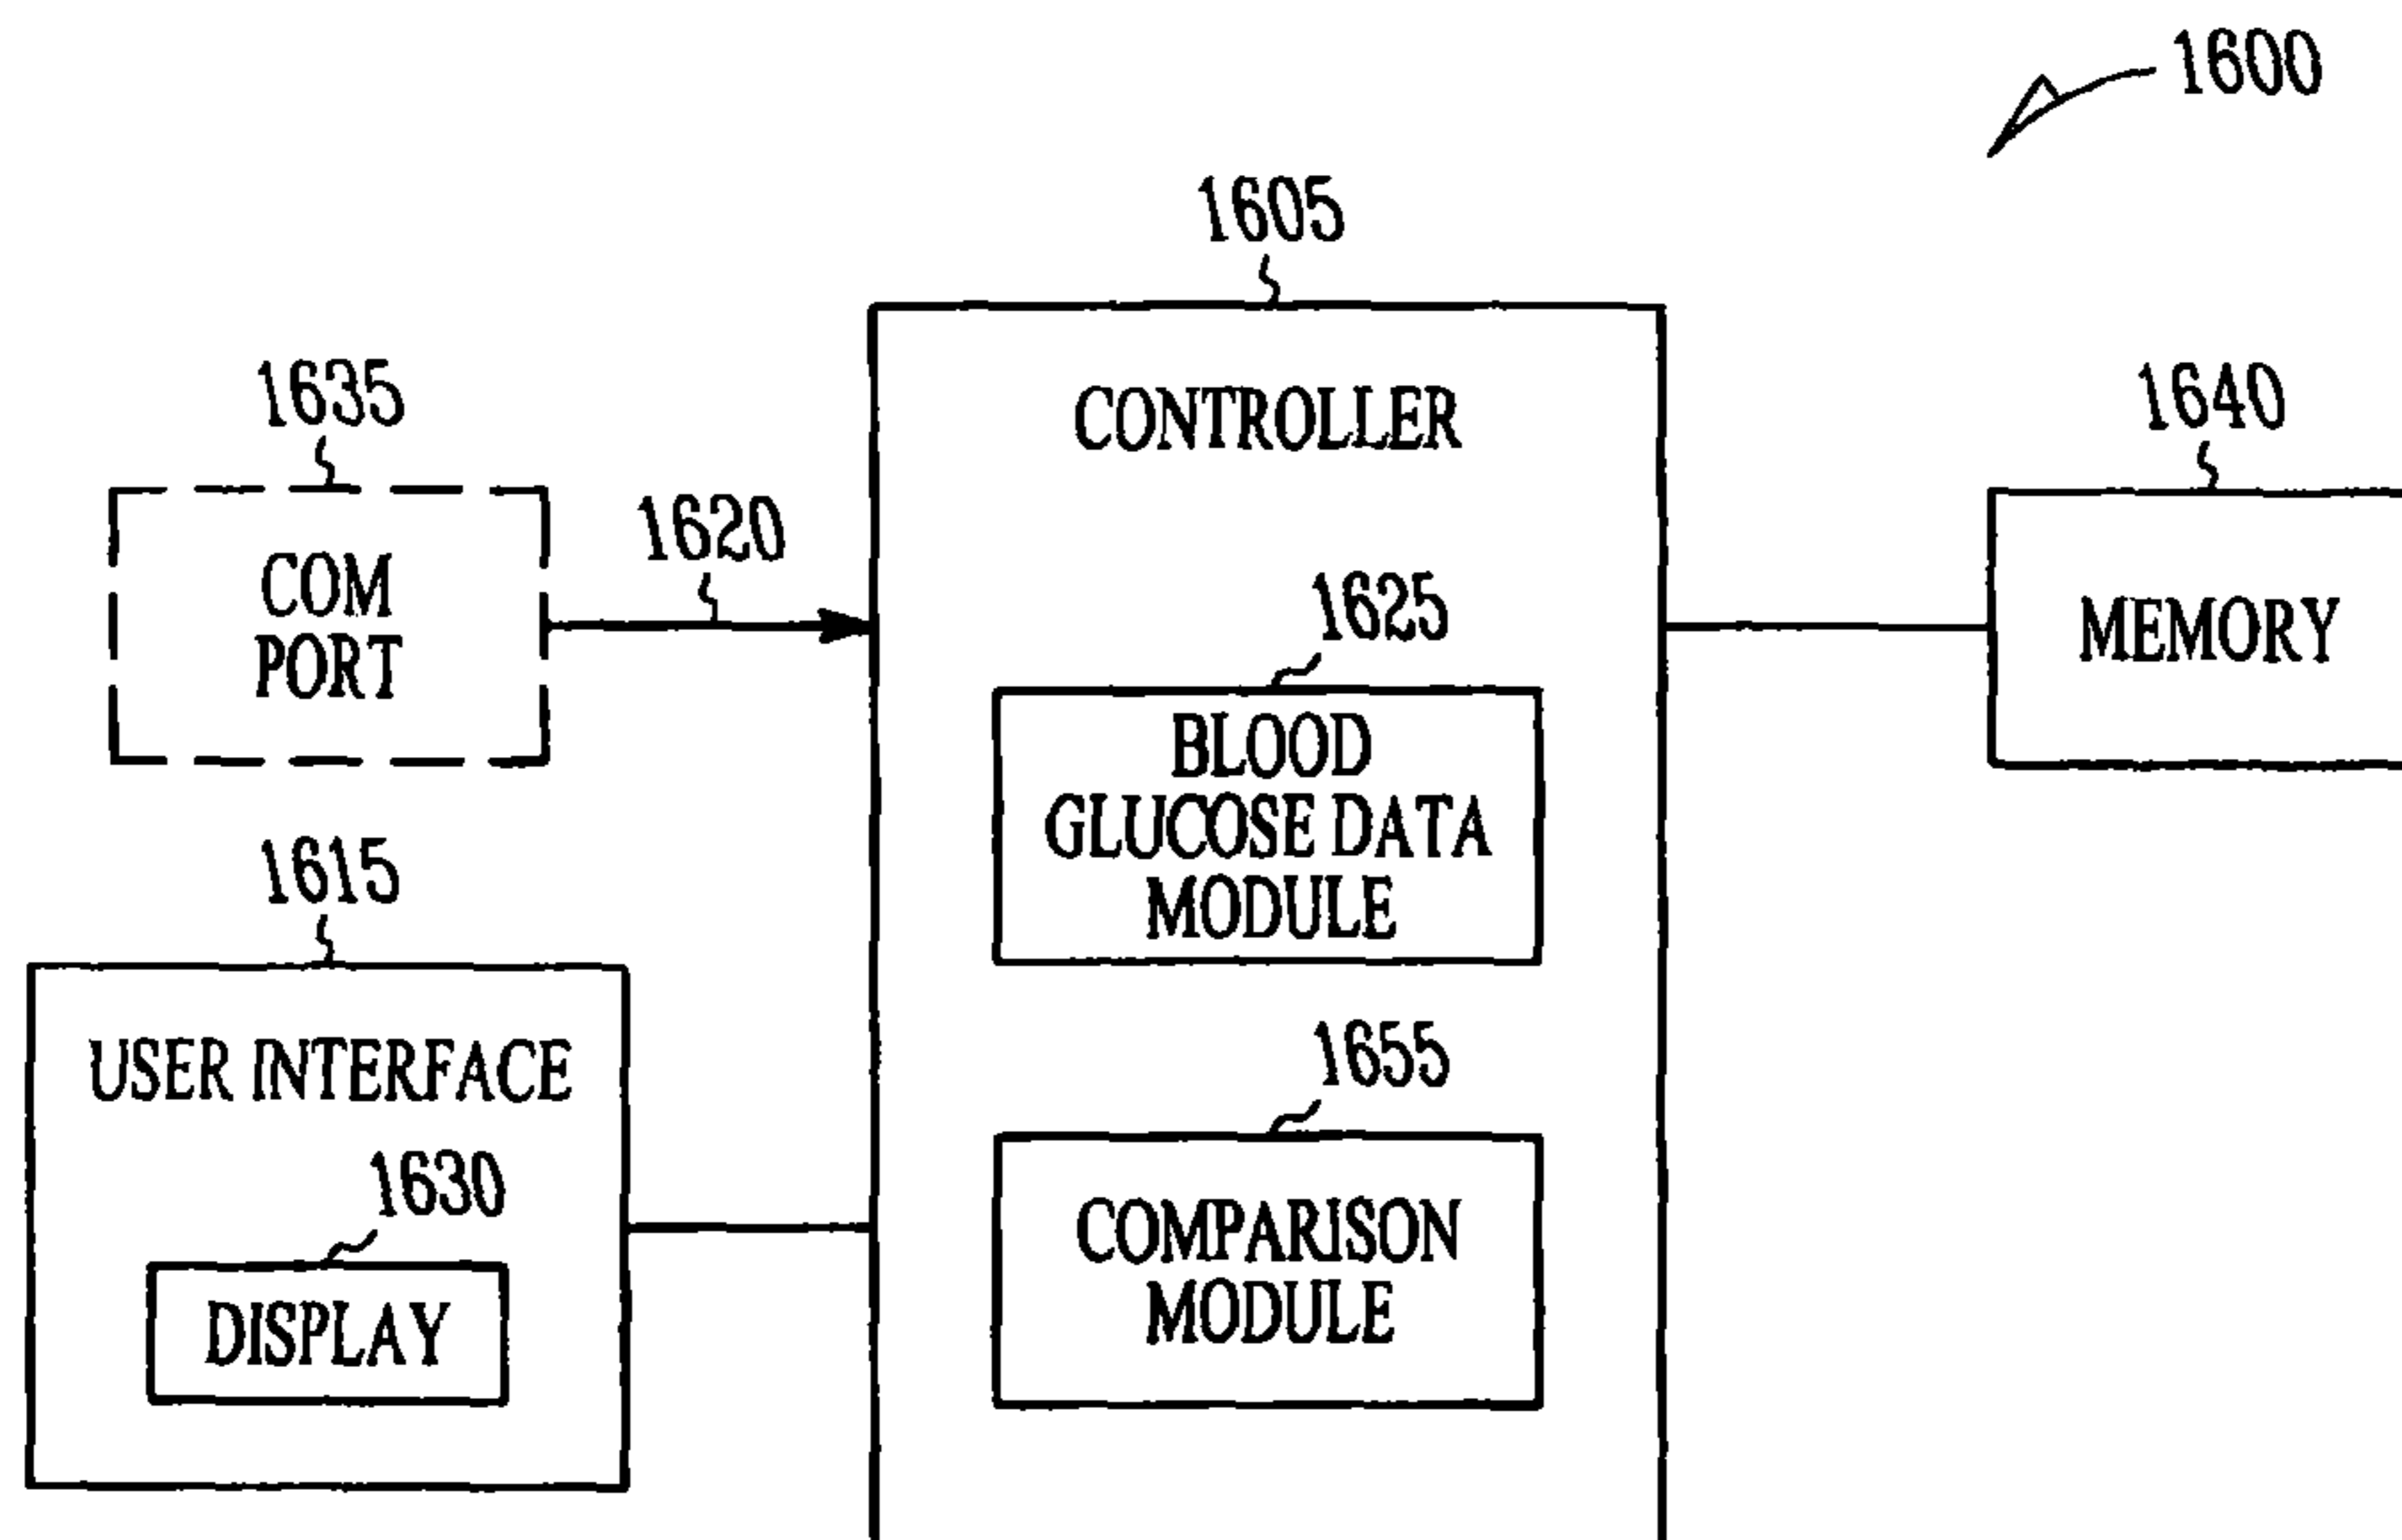 1600
1605
CONTROLLER
1635
COM
PORT
1620
1640
MEMORY
1625
BLOOD
GLUCOSE DATA
MODULE
1615
USER INTERFACE
1630
DISPLAY
1655
COMPARISON
MODULE